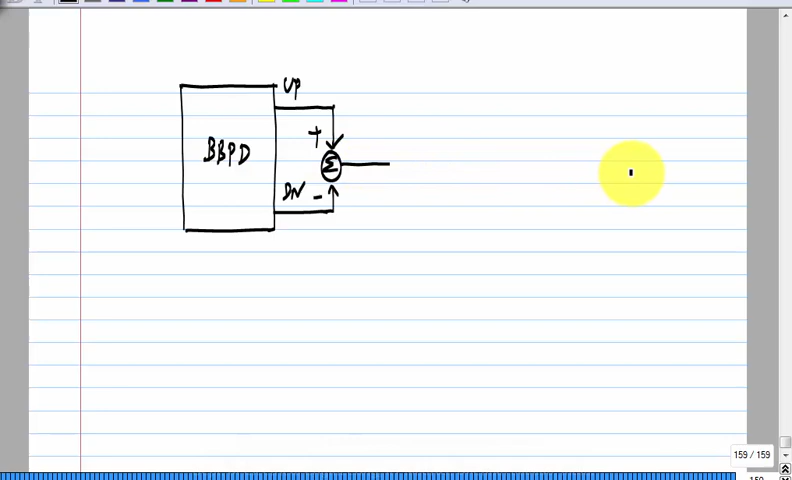 UP
BBPD
+
Σ
DN -
159 / 159